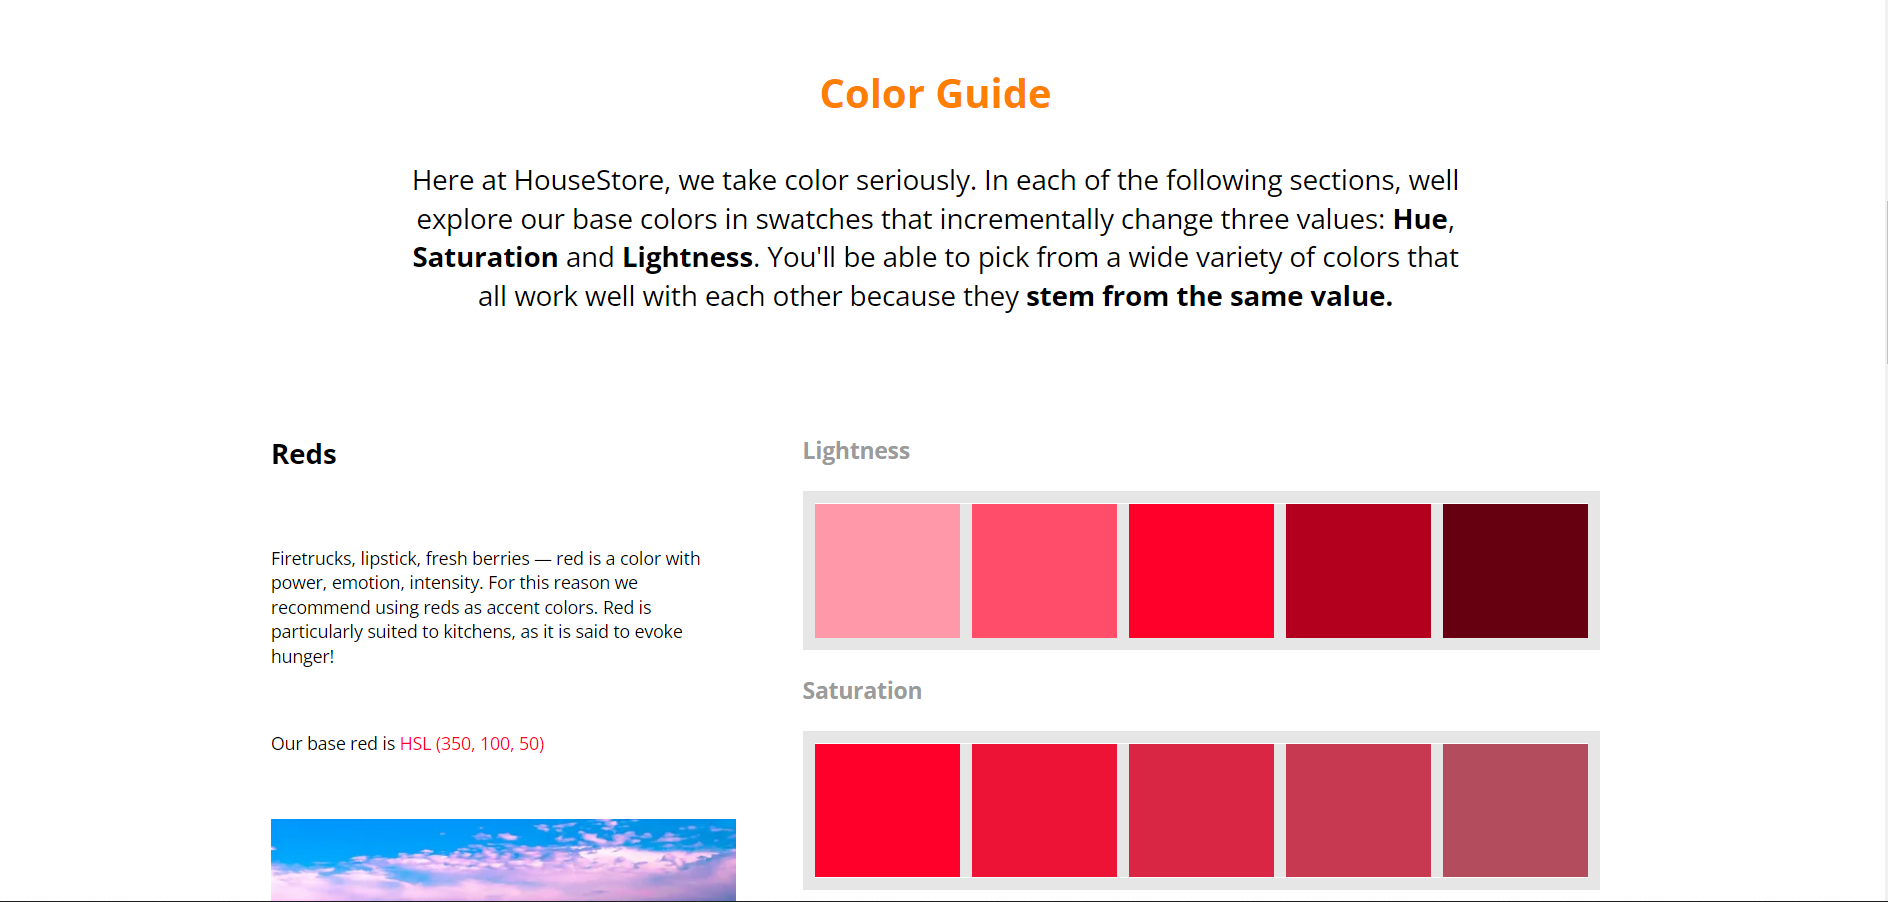 Color Guide
Here at HouseStore, we take color seriously. In each of the following sections, well
explore our base colors in swatches that incrementally change three values: Hue,
Saturation and Lightness. You'll be able to pick from a wide variety of colors that
all work well with each other because they stem from the same value.
Reds
Firetrucks, lipstick, fresh berries — red is a color with
power, emotion, intensity. For this reason we
recommend using reds as accent colors. Red is
particularly suited to kitchens, as it is said to evoke
hunger!
Our base red is HSL (350, 100, 50)
Lightness
Saturation